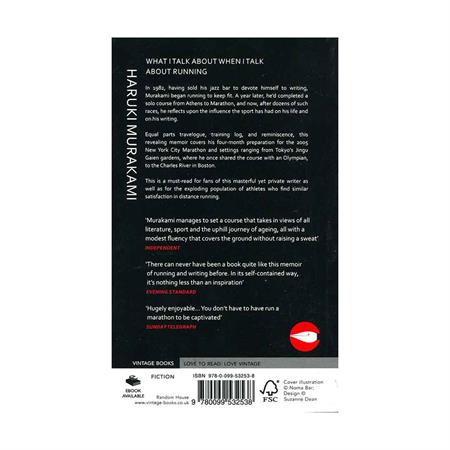 WHAT I TALK ABOUT WHEN I TALK
ABOUT RUNNING
HARUKI MURAKAMI
In 1982, having sold his jazz bar to devote himself to writing,
Murakami began running to keep fit. A year later, he'd completed a
solo course from Athens to Marathon, and now, after dozens of such
races, he reflects upon the influence the sport has had on his life and
on his writing.
Equal parts travelogue, training log, and reminiscence, this
revealing memoir covers his four-month preparation for the 2005
New York City Marathon and settings ranging from Tokyo's Jingu
Gaien gardens, where he once shared the course with an Olympian,
to the Charles River in Boston.
This is a must-read for fans of this masterful yet private writer as
well as for the exploding population of athletes who find similar
satisfaction in distance running.
'Murakami manages to set a course that takes in views of all
literature, sport and the uphill journey of ageing, all with a
modest fluency that covers the ground without raising a sweat'
INDEPENDENT
'There can never have been a book quite like this memoir
of running and writing before. In its self-contained way,
it's nothing less than an inspiration'
EVENING STANDARD
'Hugely enjoyable... You don't have to have run a
marathon to be captivated'
SUNDAY TELEGRAPH
VINTAGE BOOKS LOVE TO READ: LOVE VINTAGE
FICTION
EBOOK
AVAILABLE
Random House
www.vintage-books.co.uk
ISBN 978-0-099-53253-8
9 780099 532538
FSC
Cover illustration
© Noma Bar;
Design ©
Suzanne Dean